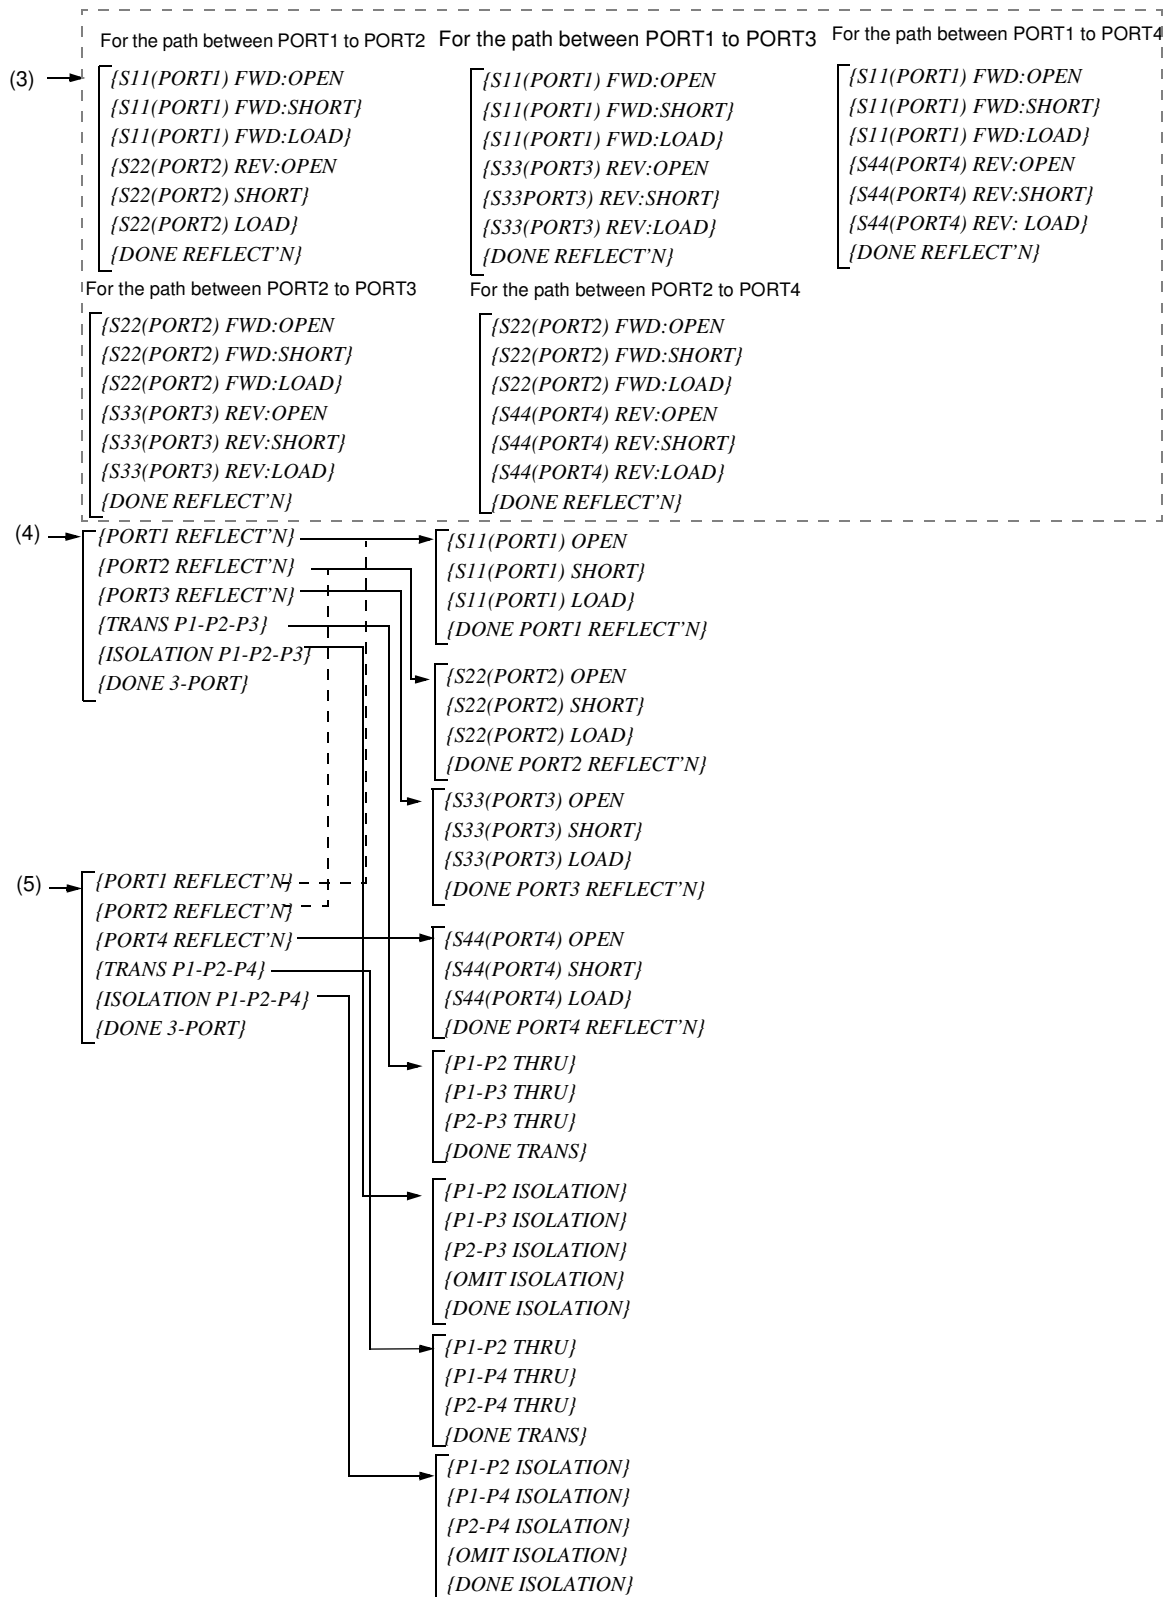 For the path between PORT1 to PORT2
For the path between PORT1 to PORT3
For the path between PORT1 to PORT4
(3)
{S11(PORT1) FWD:OPEN
{S11(PORT1) FWD:SHORT}
{S11(PORT1) FWD:LOAD}
{S22(PORT2) REV:OPEN
{S22(PORT2) SHORT}
{S22(PORT2) LOAD}
{DONE REFLECT'N}
{S11(PORT1) FWD:OPEN
{S11(PORT1) FWD:SHORT}
{S11(PORT1) FWD:LOAD}
{S33(PORT3) REV:OPEN
{S33PORT3) REV:SHORT}
{S33(PORT3) REV:LOAD}
{DONE REFLECT'N}
{S11(PORT1) FWD:OPEN
{S11(PORT1) FWD:SHORT}
{S11(PORT1) FWD:LOAD}
{S44(PORT4) REV:OPEN
{S44(PORT4) REV:SHORT}
{S44(PORT4) REV: LOAD}
{DONE REFLECT'N}
For the path between PORT2 to PORT3
For the path between PORT2 to PORT4
{S22(PORT2) FWD:OPEN
{S22(PORT2) FWD:SHORT}
{S22(PORT2) FWD:LOAD}
{S33(PORT3) REV:OPEN
{S33(PORT3) REV:SHORT}
{S33(PORT3) REV:LOAD}
{DONE REFLECT'N}
{S22(PORT2) FWD:OPEN
{S22(PORT2) FWD:SHORT}
{S22(PORT2) FWD:LOAD}
{S44(PORT4) REV:OPEN
{S44(PORT4) REV:SHORT}
{S44(PORT4) REV:LOAD}
{DONE REFLECT'N}
(4)
{PORT1 REFLECT'N}
{PORT2 REFLECT'N}
{PORT3 REFLECT'N}
{TRANS P1-P2-P3}
{ISOLATION P1-P2-P3}
{DONE 3-PORT}
{S11(PORT1) OPEN
{S11(PORT1) SHORT}
{S11(PORT1) LOAD}
{DONE PORT1 REFLECT'N}
{S22(PORT2) OPEN
{S22(PORT2) SHORT}
{S22(PORT2) LOAD}
{DONE PORT2 REFLECT'N}
{S33(PORT3) OPEN
{S33(PORT3) SHORT}
{S33(PORT3) LOAD}
{DONE PORT3 REFLECT'N}
(5)
{PORT1 REFLECT'N}
{PORT2 REFLECT'N}
{PORT4 REFLECT'N}
{TRANS P1-P2-P4}
{ISOLATION P1-P2-P4}
{DONE 3-PORT}
{S44(PORT4) OPEN
{S44(PORT4) SHORT}
{S44(PORT4) LOAD}
{DONE PORT4 REFLECT'N}
{P1-P2 THRU}
{P1-P3 THRU}
{P2-P3 THRU}
{DONE TRANS}
{P1-P2 ISOLATION}
{P1-P3 ISOLATION}
{P2-P3 ISOLATION}
{OMIT ISOLATION}
{DONE ISOLATION}
{P1-P2 THRU}
{P1-P4 THRU}
{P2-P4 THRU}
{DONE TRANS}
{P1-P2 ISOLATION}
{P1-P4 ISOLATION}
{P2-P4 ISOLATION}
{OMIT ISOLATION}
{DONE ISOLATION}